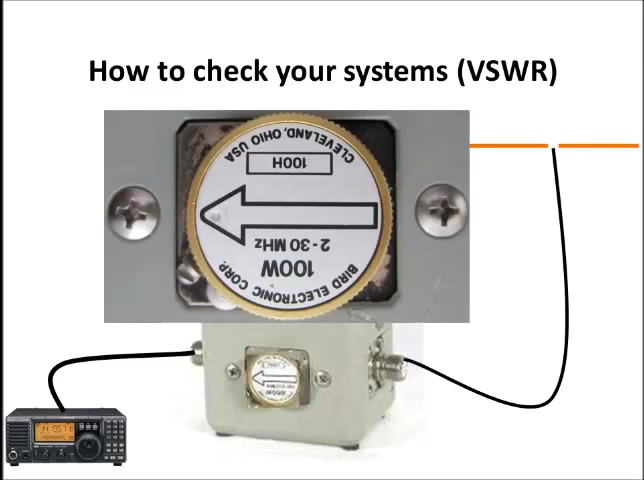 How to check your systems (VSWR)
CLEVELAND, OHIO USA
100H
2-30 MHz
100W
BIRD ELECTRONIC CORP.